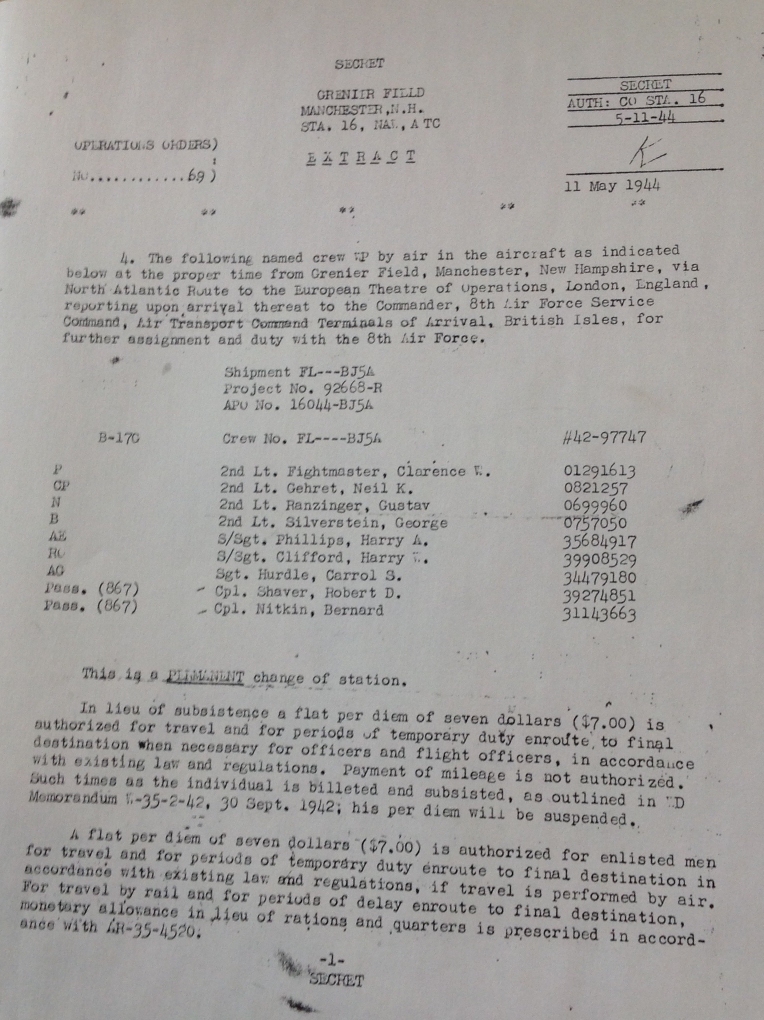 SECRET
GRENIER FIELD
MANCHESTER, N.H.
STA. 16, NAW, ATC
SECRET
AUTH: CO STA. 16
5-11-44
OPERATIONS ORDERS)
:
NO............69 )
E X T R A C T
11 May 1944
** ** ** ** **
4. The following named crew WP by air in the aircraft as indicated
below at the proper time from Grenier Field, Manchester, New Hampshire, via
North Atlantic Route to the European Theatre of Operations, London, England,
reporting upon arrival thereat to the Commander, 8th Air Force Service
Command, Air Transport Command Terminals of Arrival, British Isles, for
further assignment and duty with the 8th Air Force.
Shipment FL---BJ5A
Project No. 92668-R
APO No. 16044-BJ5A
B-17G Crew No. FL----BJ5A #42-97747
P 2nd Lt. Fightmaster, Clarence W. 01291613
CP 2nd Lt. Gehret, Neil K. 0821257
N 2nd Lt. Ranzinger, Gustav 0699960
B 2nd Lt. Silverstein, George 0757050
AE S/Sgt. Phillips, Harry A. 35684917
RO S/Sgt. Clifford, Harry W. 39908529
AG Sgt. Hurdle, Carrol S. 34479180
Pass. (867) - Cpl. Shaver, Robert D. 39274851
Pass. (867) - Cpl. Nitkin, Bernard 31143663
This is a PERMANENT change of station.
In lieu of subsistence a flat per diem of seven dollars ($7.00) is
authorized for travel and for periods of temporary duty enroute to final
destination when necessary for officers and flight officers, in accordance
with existing law and regulations. Payment of mileage is not authorized.
Such times as the individual is billeted and subsisted, as outlined in WD
Memorandum W-35-2-42, 30 Sept. 1942; his per diem will be suspended.
A flat per diem of seven dollars ($7.00) is authorized for enlisted men
for travel and for periods of temporary duty enroute to final destination in
accordance with existing law and regulations, if travel is performed by air.
For travel by rail and for periods of delay enroute to final destination,
monetary allowance in lieu of rations and quarters is prescribed in accord-
ance with AR-35-4520.
-1-
SECRET